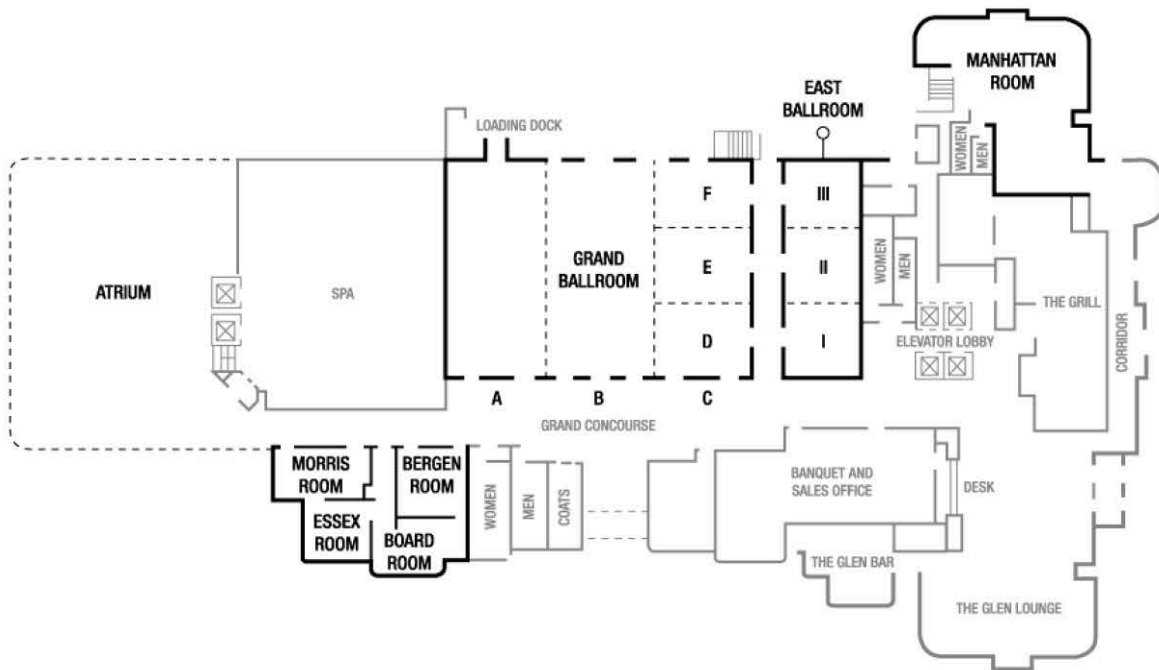 MANHATTAN
ROOM
EAST
BALLROOM
LOADING DOCK
WOMEN
MEN
F
III
GRAND
BALLROOM
E
II
WOMEN
MEN
ATRIUM
SPA
THE GRILL
D
I
ELEVATOR LOBBY
CORRIDOR
A
B
C
GRAND CONCOURSE
MORRIS
ROOM
BERGEN
ROOM
WOMEN
MEN
COATS
BANQUET AND
SALES OFFICE
DESK
ESSEX
ROOM
BOARD
ROOM
THE GLEN BAR
THE GLEN LOUNGE